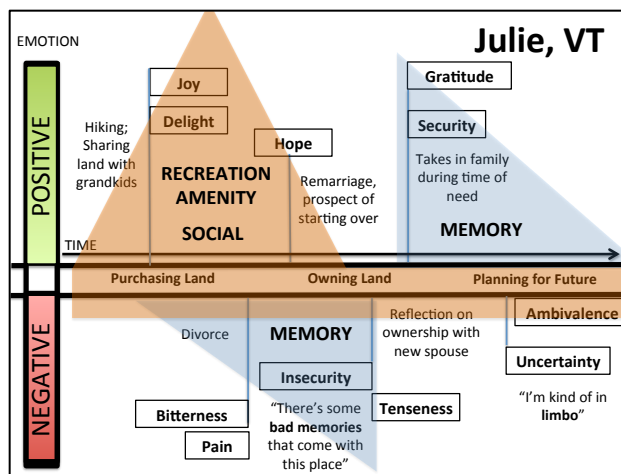 EMOTION
Julie, VT
POSITIVE
Joy
Delight
Hiking;
Sharing
land with
grandkids
RECREATION
AMENITY
SOCIAL
Hope
Remarriage,
prospect of
starting over
Gratitude
Security
Takes in family
during time of
need
MEMORY
TIME
Purchasing Land
Owning Land
Planning for Future
NEGATIVE
Divorce
MEMORY
Insecurity
Bitterness
Pain
“There’s some
bad memories
that come with
this place”
Reflection on
ownership with
new spouse
Tenseness
Ambivalence
Uncertainty
“I’m kind of in
limbo”